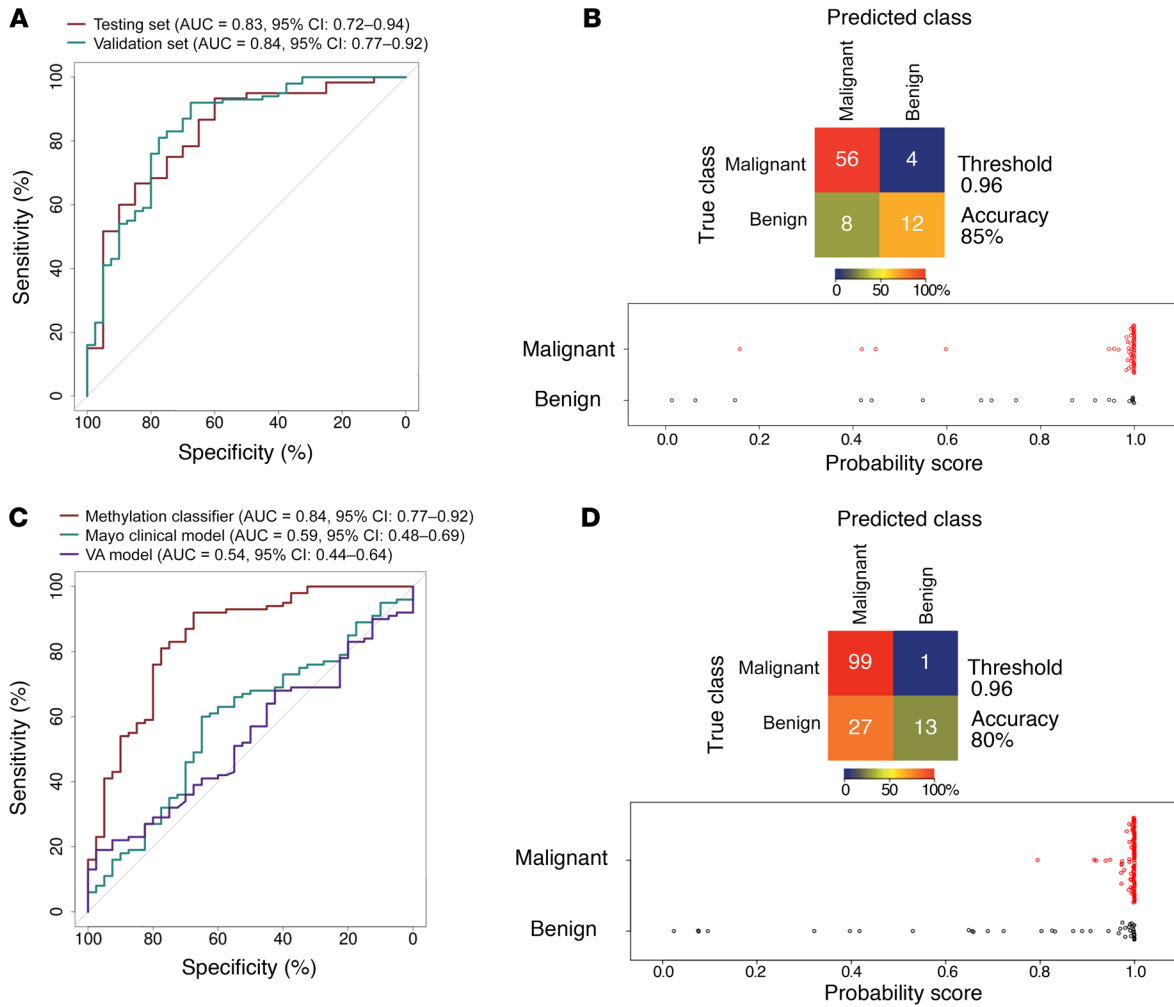 A
Testing set (AUC = 0.83, 95% CI: 0.72–0.94)
Validation set (AUC = 0.84, 95% CI: 0.77–0.92)
Sensitivity (%)
100
80
60
40
20
0
100 80 60 40 20 0
Specificity (%)
B
Predicted class
Malignant
Benign
True class
Malignant
56 4
Threshold
0.96
Benign
8 12
Accuracy
85%
0 50 100%
Malignant
Benign
0.0 0.2 0.4 0.6 0.8 1.0
Probability score
C
Methylation classifier (AUC = 0.84, 95% CI: 0.77–0.92)
Mayo clinical model (AUC = 0.59, 95% CI: 0.48–0.69)
VA model (AUC = 0.54, 95% CI: 0.44–0.64)
Sensitivity (%)
100
80
60
40
20
0
100 80 60 40 20 0
Specificity (%)
D
Predicted class
Malignant
Benign
True class
Malignant
99 1
Threshold
0.96
Benign
27 13
Accuracy
80%
0 50 100%
Malignant
Benign
0.0 0.2 0.4 0.6 0.8 1.0
Probability score